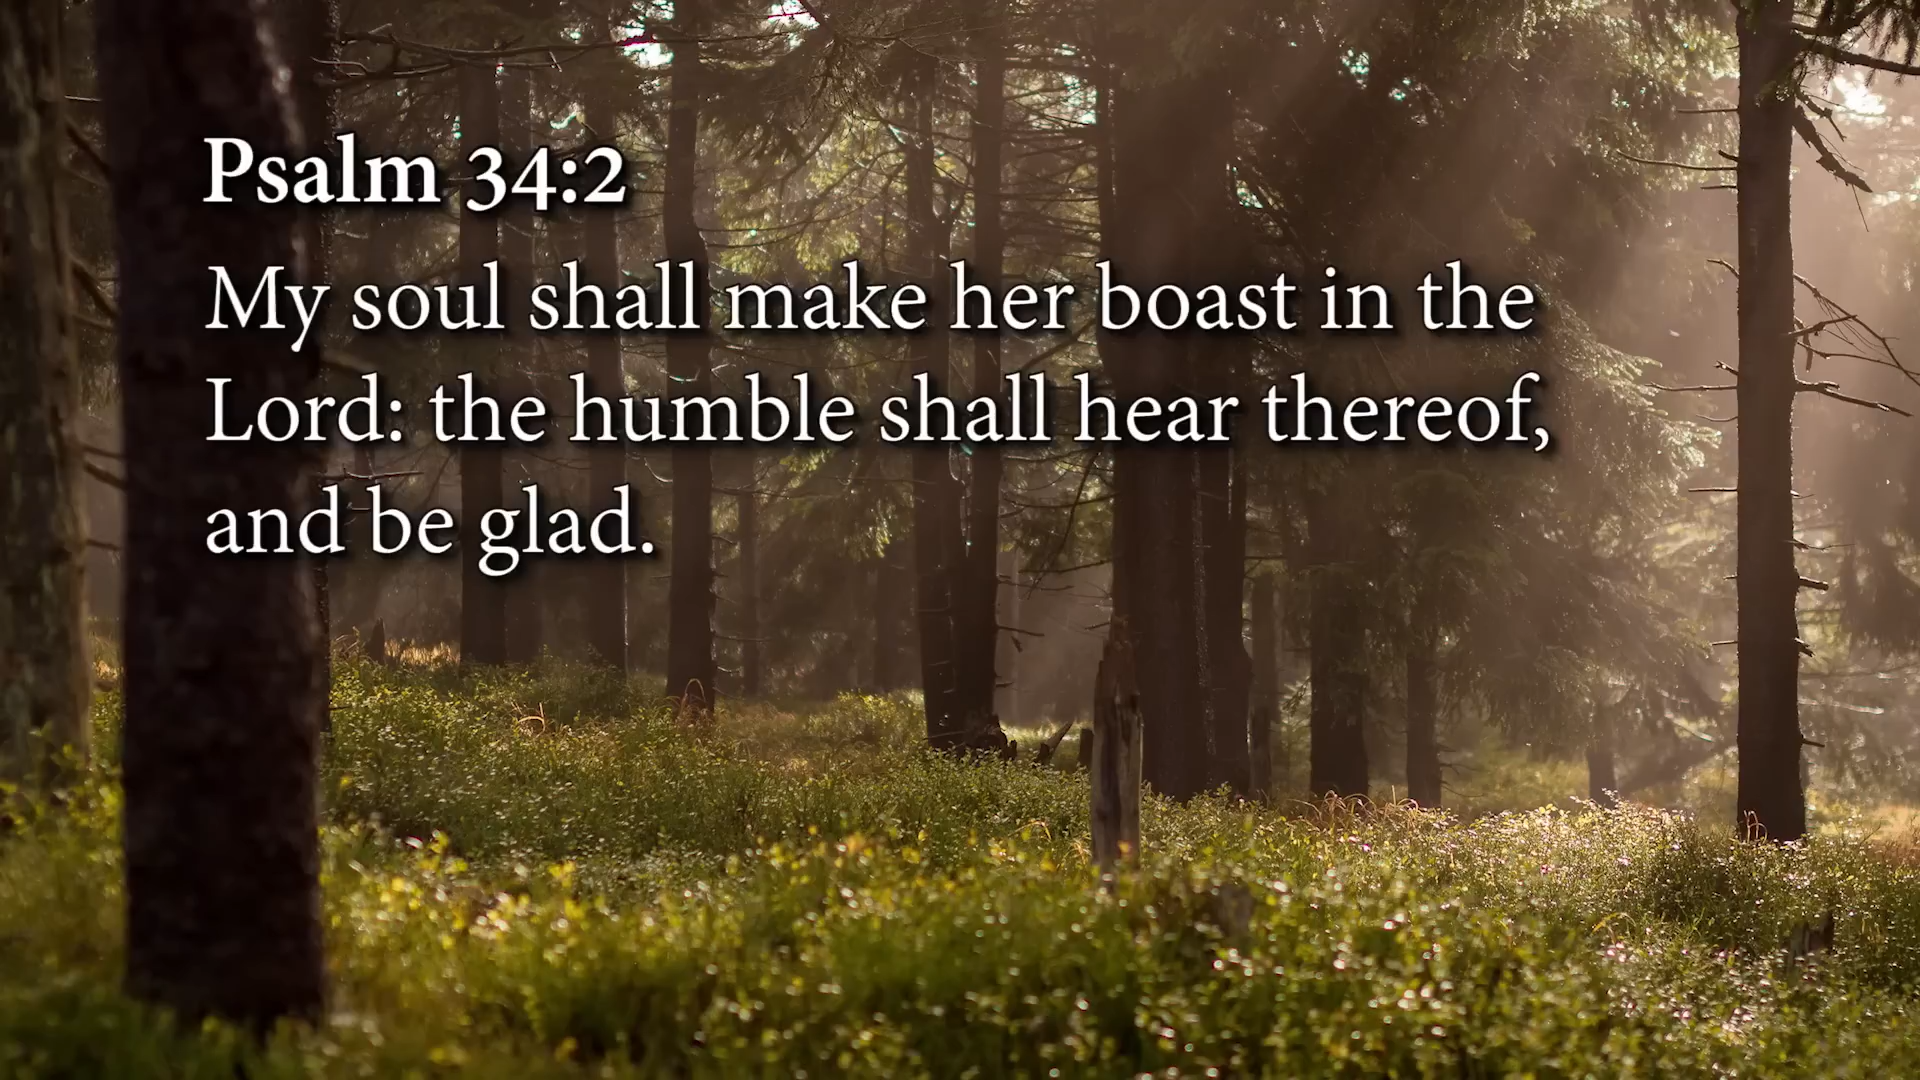 Psalm 34:2
My soul shall make her boast in the
Lord: the humble shall hear thereof,
and be glad.